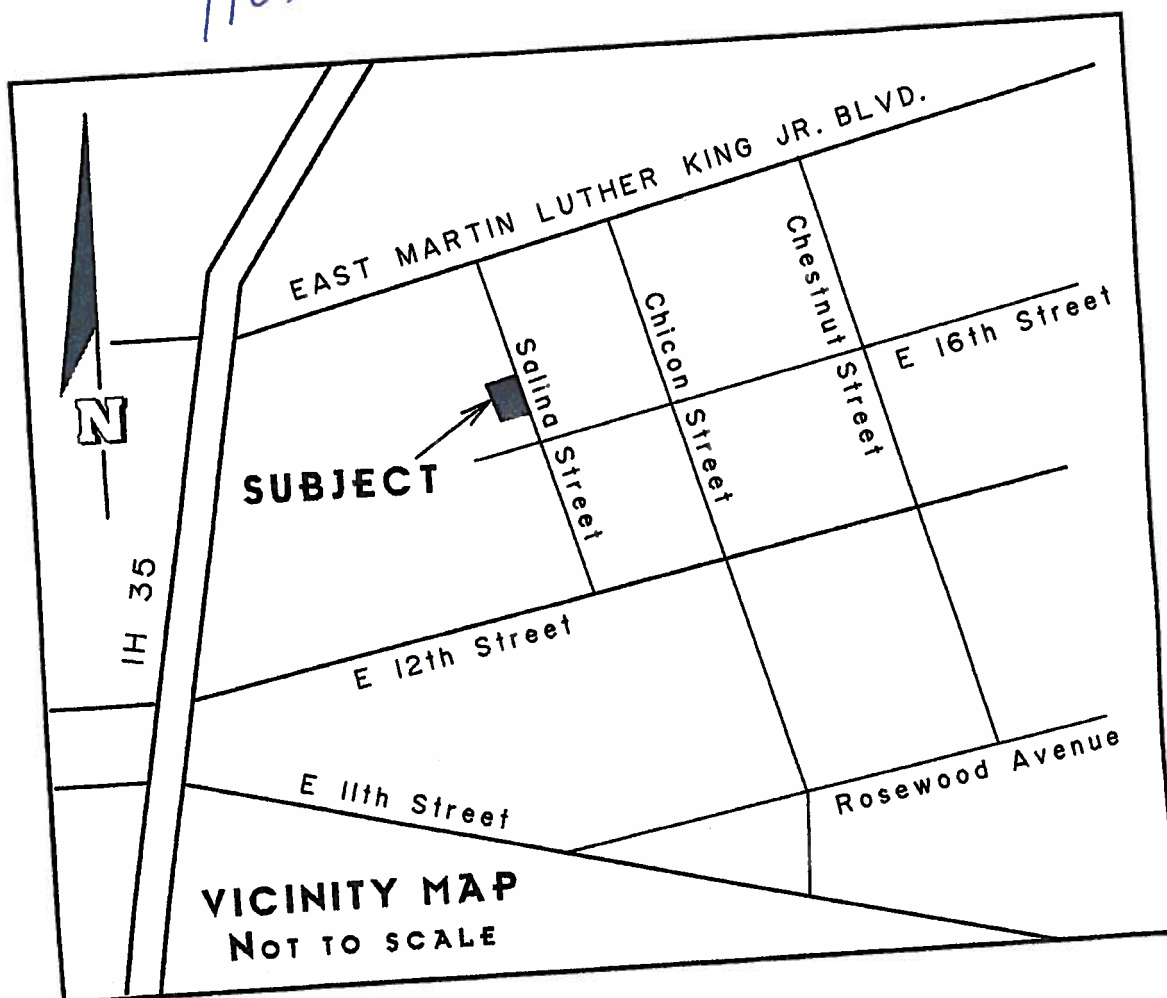 EAST MARTIN LUTHER KING JR. BLVD.
Chestnut Street
Chicon Street
Salina Street
E 16th Street
N
SUBJECT
IH 35
E 12th Street
E 11th Street
Rosewood Avenue
VICINITY MAP
NOT TO SCALE